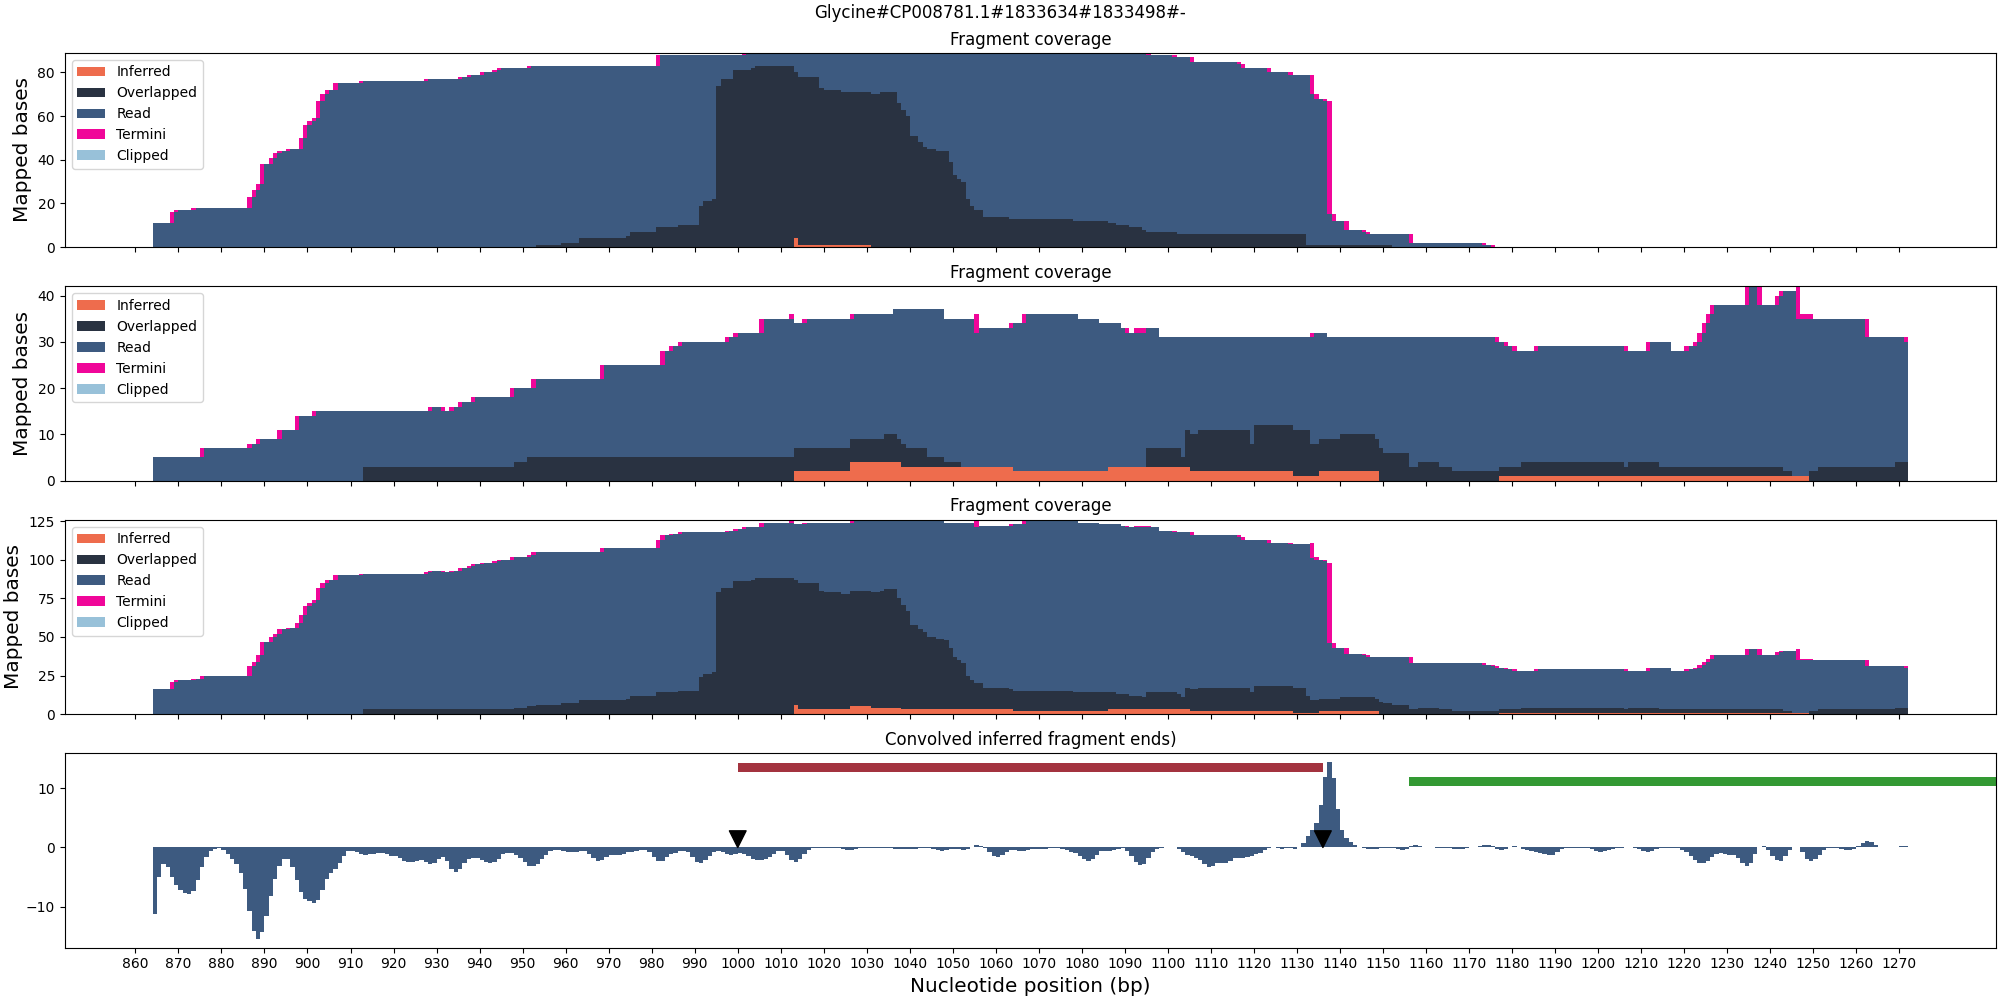 Glycine#CP008781.1#1833634#1833498#-
Fragment coverage
Mapped bases
80
60
40
20
0
Inferred
Overlapped
Read
Termini
Clipped
Fragment coverage
Mapped bases
40
30
20
10
0
Inferred
Overlapped
Read
Termini
Clipped
Fragment coverage
Mapped bases
125
100
75
50
25
0
Inferred
Overlapped
Read
Termini
Clipped
Convolved inferred fragment ends)
10
0
−10
860 870 880 890 900 910 920 930 940 950 960 970 980 990 1000 1010 1020 1030 1040 1050 1060 1070 1080 1090 1100 1110 1120 1130 1140 1150 1160 1170 1180 1190 1200 1210 1220 1230 1240 1250 1260 1270
Nucleotide position (bp)